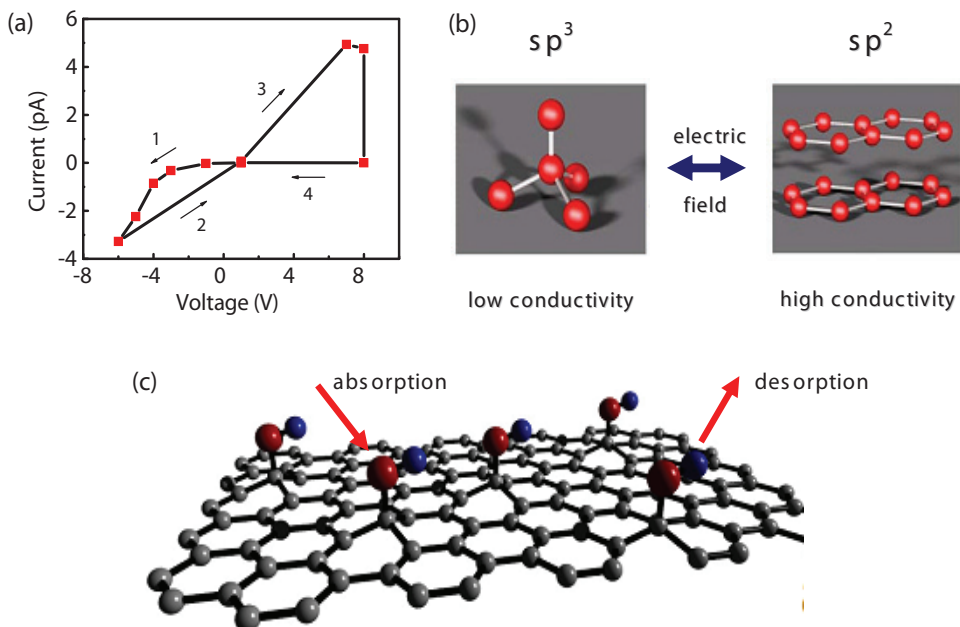 (a)
6
4
2
0
-2
-4
-8
-4
0
4
8
Current (pA)
Voltage (V)
1
2
3
4
(b)
sp³
sp²
electric
field
low conductivity
high conductivity
(c)
absorption
desorption